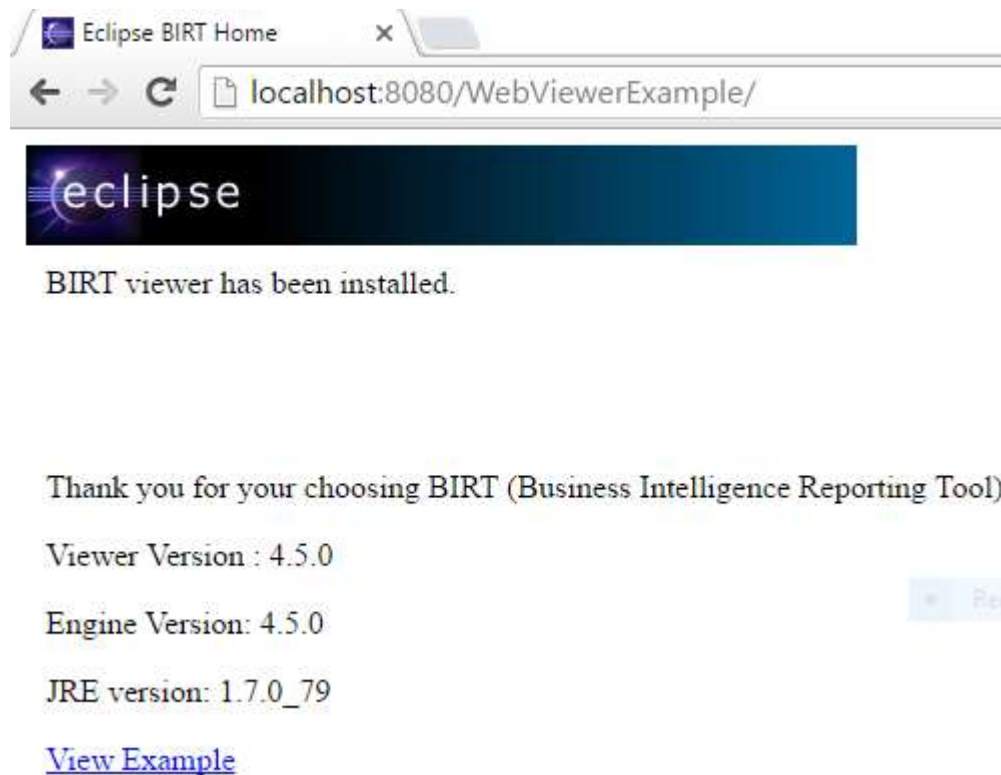 Eclipse BIRT Home
localhost:8080/WebViewerExample/
eclipse
BIRT viewer has been installed.
Thank you for your choosing BIRT (Business Intelligence Reporting Tool)
Viewer Version : 4.5.0
Engine Version: 4.5.0
JRE version: 1.7.0_79
View Example